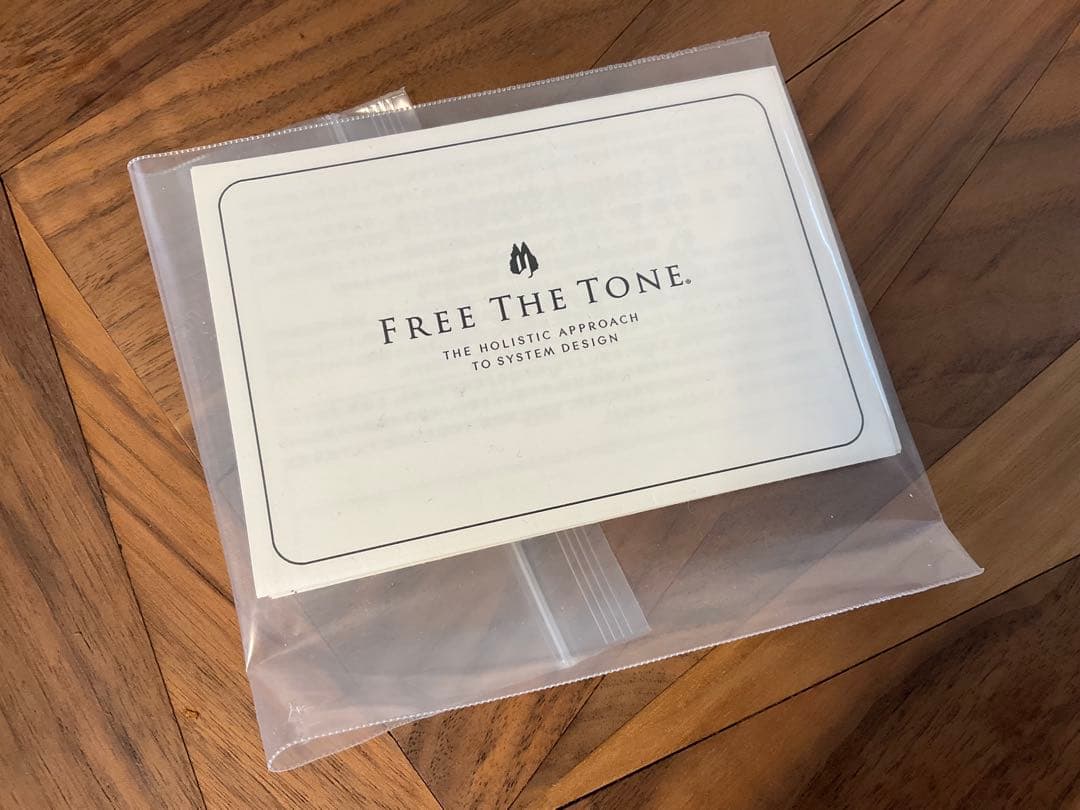 FREE THE TONE®
THE HOLISTIC APPROACH
TO SYSTEM DESIGN